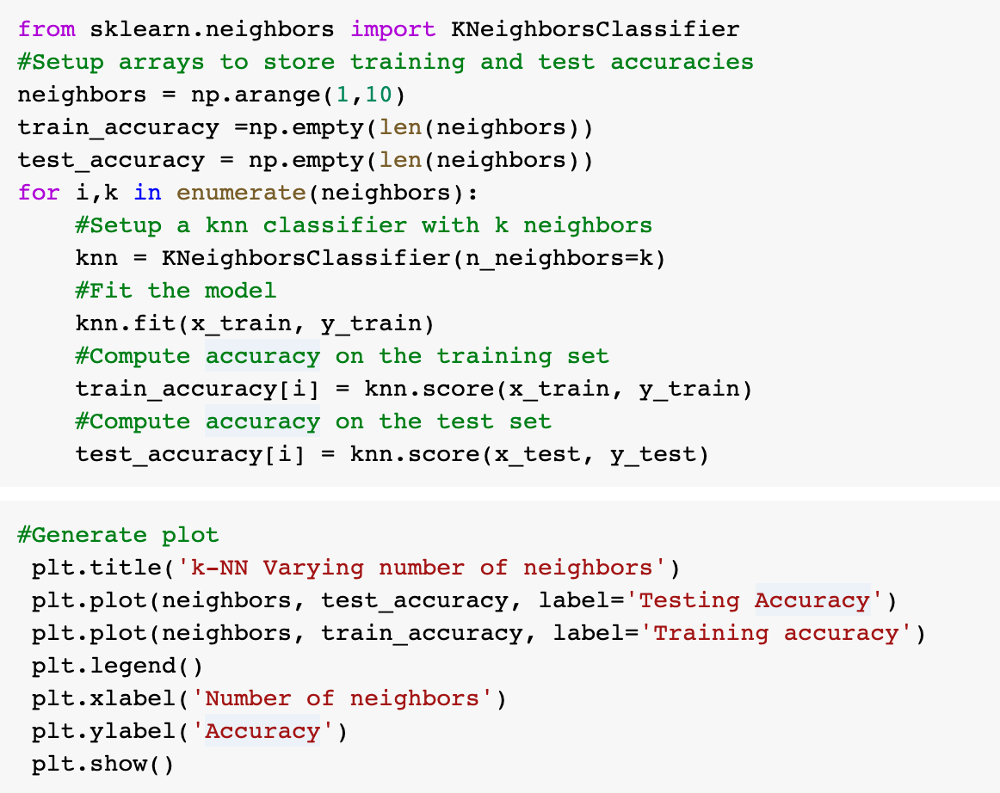 from sklearn.neighbors import KNeighborsClassifier
#Setup arrays to store training and test accuracies
neighbors = np.arange(1,10)
train_accuracy =np.empty(len(neighbors))
test_accuracy = np.empty(len(neighbors))
for i,k in enumerate(neighbors):
    #Setup a knn classifier with k neighbors
    knn = KNeighborsClassifier(n_neighbors=k)
    #Fit the model
    knn.fit(x_train, y_train)
    #Compute accuracy on the training set
    train_accuracy[i] = knn.score(x_train, y_train)
    #Compute accuracy on the test set
    test_accuracy[i] = knn.score(x_test, y_test)
#Generate plot
 plt.title('k-NN Varying number of neighbors')
 plt.plot(neighbors, test_accuracy, label='Testing Accuracy')
 plt.plot(neighbors, train_accuracy, label='Training accuracy')
 plt.legend()
 plt.xlabel('Number of neighbors')
 plt.ylabel('Accuracy')
 plt.show()